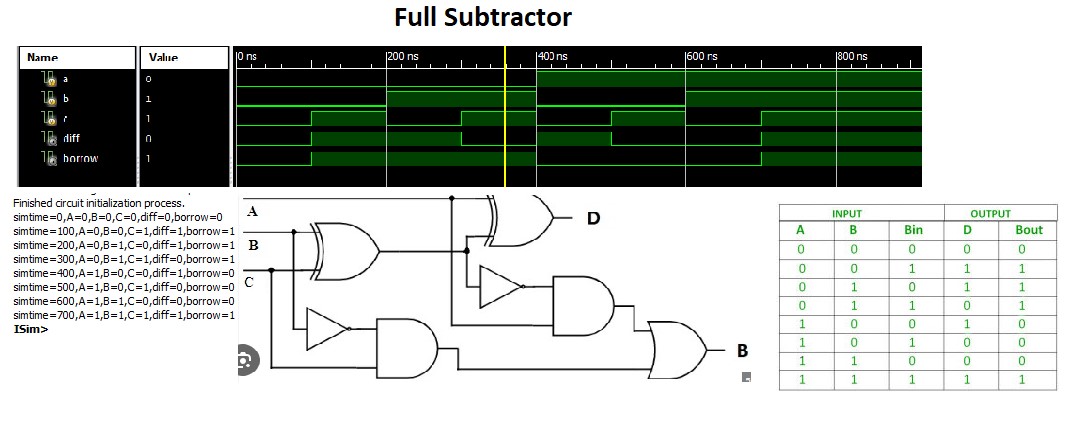 Full Subtractor
Name Value 0 ns 200 ns 400 ns 600 ns 800 ns
a 0
b 1
1
diff 0
borrow 1
Finished circuit initialization process.
simtime=0,A=0,B=0,C=0,diff=0,borrow=0
simtime=100,A=0,B=0,C=1,diff=1,borrow=1
simtime=200,A=0,B=1,C=0,diff=1,borrow=1
simtime=300,A=0,B=1,C=1,diff=0,borrow=1
simtime=400,A=1,B=0,C=0,diff=1,borrow=0
simtime=500,A=1,B=0,C=1,diff=0,borrow=0
simtime=600,A=1,B=1,C=0,diff=0,borrow=0
simtime=700,A=1,B=1,C=1,diff=1,borrow=1
ISim>
A
B
C
D
B
INPUT OUTPUT
A B Bin D Bout
0 0 0 0 0
0 0 1 1 1
0 1 0 1 1
0 1 1 0 1
1 0 0 1 0
1 0 1 0 0
1 1 0 0 0
1 1 1 1 1